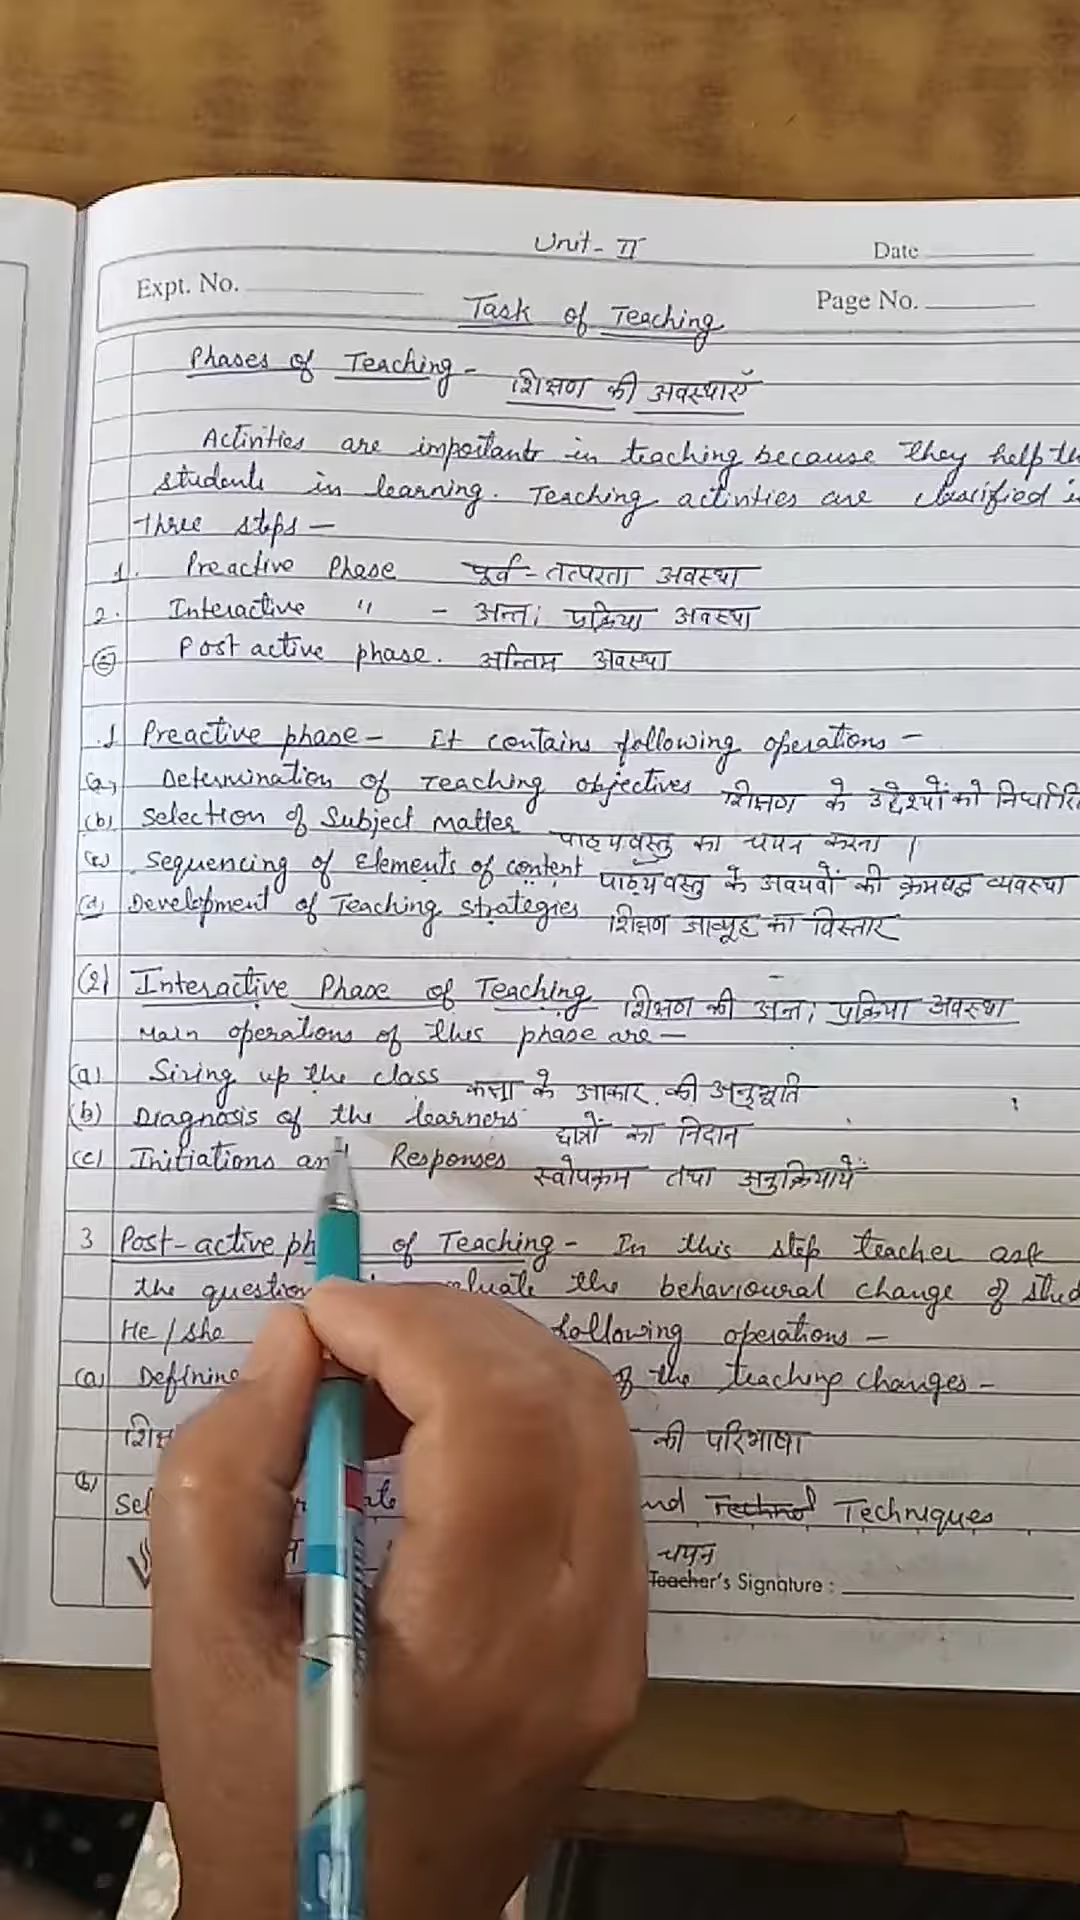 Unit- II
Date
Expt. No.
Page No.
Task of Teaching
Phases of Teaching - शिक्षण की अवस्थाएँ
Activities are important in teaching because they help
students in learning. Teaching activities are classified
three steps —
1. Preactive Phase पूर्व - तत्परता अवस्था
2. Interactive " - अन्त: प्रक्रिया अवस्था
③ Post active phase. अन्तिम अवस्था
1 Preactive phase - It contains following operations -
(a) Determination of Teaching objectives शिक्षण के उद्देश्यों को
(b) Selection of Subject Matter पाठ्यवस्तु का चयन करना ।
(c) Sequencing of Elements of content पाठ्यवस्तु के अवयवों की क्रमबद्ध व्यवस्था
(d) Development of Teaching strategies शिक्षण का विस्तार
(2) Interactive Phase of Teaching शिक्षण की अन्त: प्रक्रिया अवस्था
Main operations of this phase are -
(a) Sizing up the class कक्षा के आकार की अनुभूति
(b) Diagnosis of the learners छात्रों का निदान
(c) Initiations and Responses स्वोपक्रम तथा अनुक्रियायें
3 Post-active of Teaching - In this step teacher ask
the the behavioural change of
He/she following operations -
(a) of the teaching changes -
की परिभाषा
(b) Techniques
चयन
Teacher's Signature :